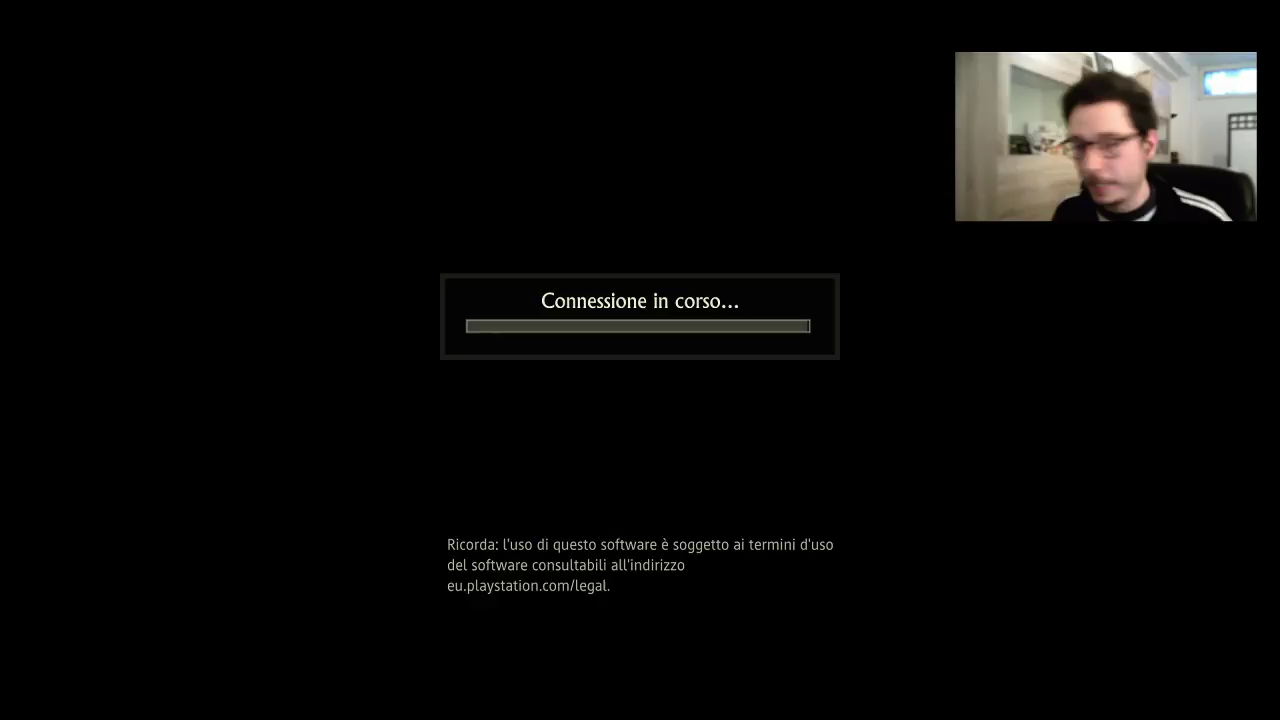 Connessione in corso...
Ricorda: l'uso di questo software è soggetto ai termini d'uso
del software consultabili all'indirizzo
eu.playstation.com/legal.